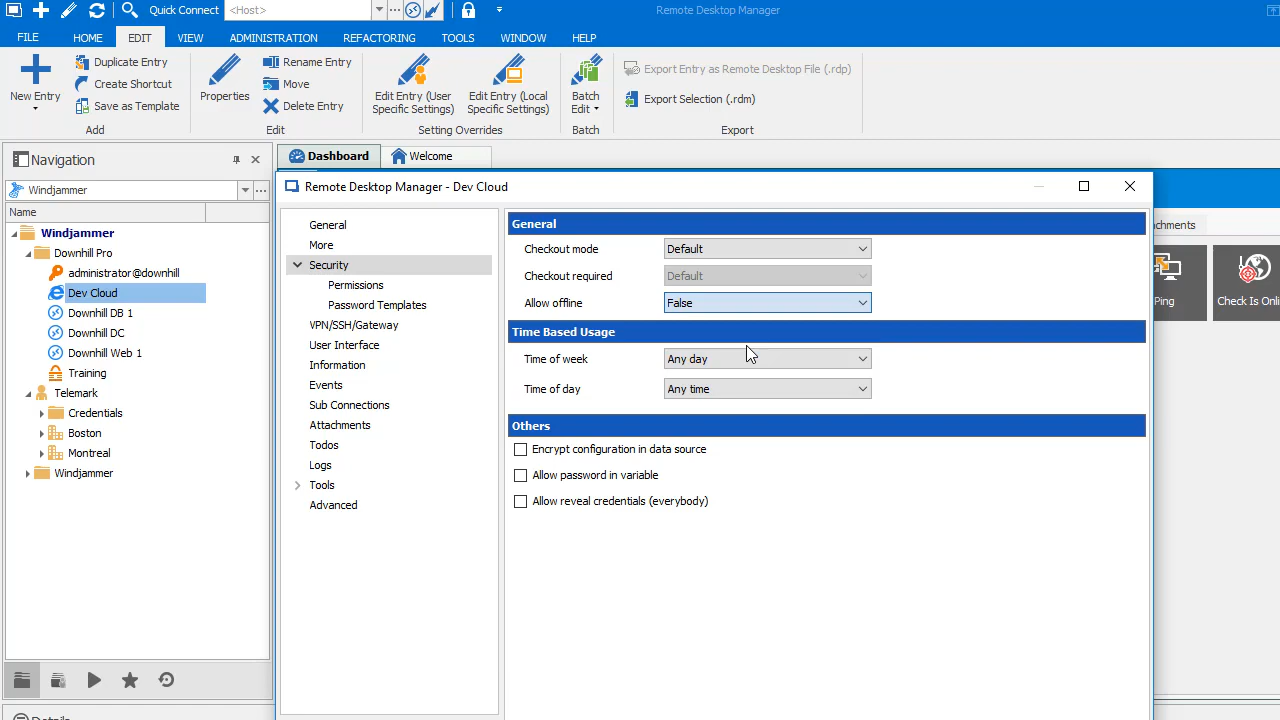 Quick Connect <Host> Remote Desktop Manager
FILE HOME EDIT VIEW ADMINISTRATION REFACTORING TOOLS WINDOW HELP
New Entry
Duplicate Entry
Create Shortcut
Save as Template
Add
Properties
Rename Entry
Move
Delete Entry
Edit
Edit Entry (User
Specific Settings)
Edit Entry (Local
Specific Settings)
Setting Overrides
Batch
Edit
Batch
Export Entry as Remote Desktop File (.rdp)
Export Selection (.rdm)
Export
Navigation
Windjammer
Name
Windjammer
Downhill Pro
administrator@downhill
Dev Cloud
Downhill DB 1
Downhill DC
Downhill Web 1
Training
Telemark
Credentials
Boston
Montreal
Windjammer
Details
Dashboard Welcome
Remote Desktop Manager - Dev Cloud
General
More
Security
Permissions
Password Templates
VPN/SSH/Gateway
User Interface
Information
Events
Sub Connections
Attachments
Todos
Logs
Tools
Advanced
General
Checkout mode Default
Checkout required Default
Allow offline False
Time Based Usage
Time of week Any day
Time of day Any time
Others
Encrypt configuration in data source
Allow password in variable
Allow reveal credentials (everybody)
chments
Ping Check Is Onli